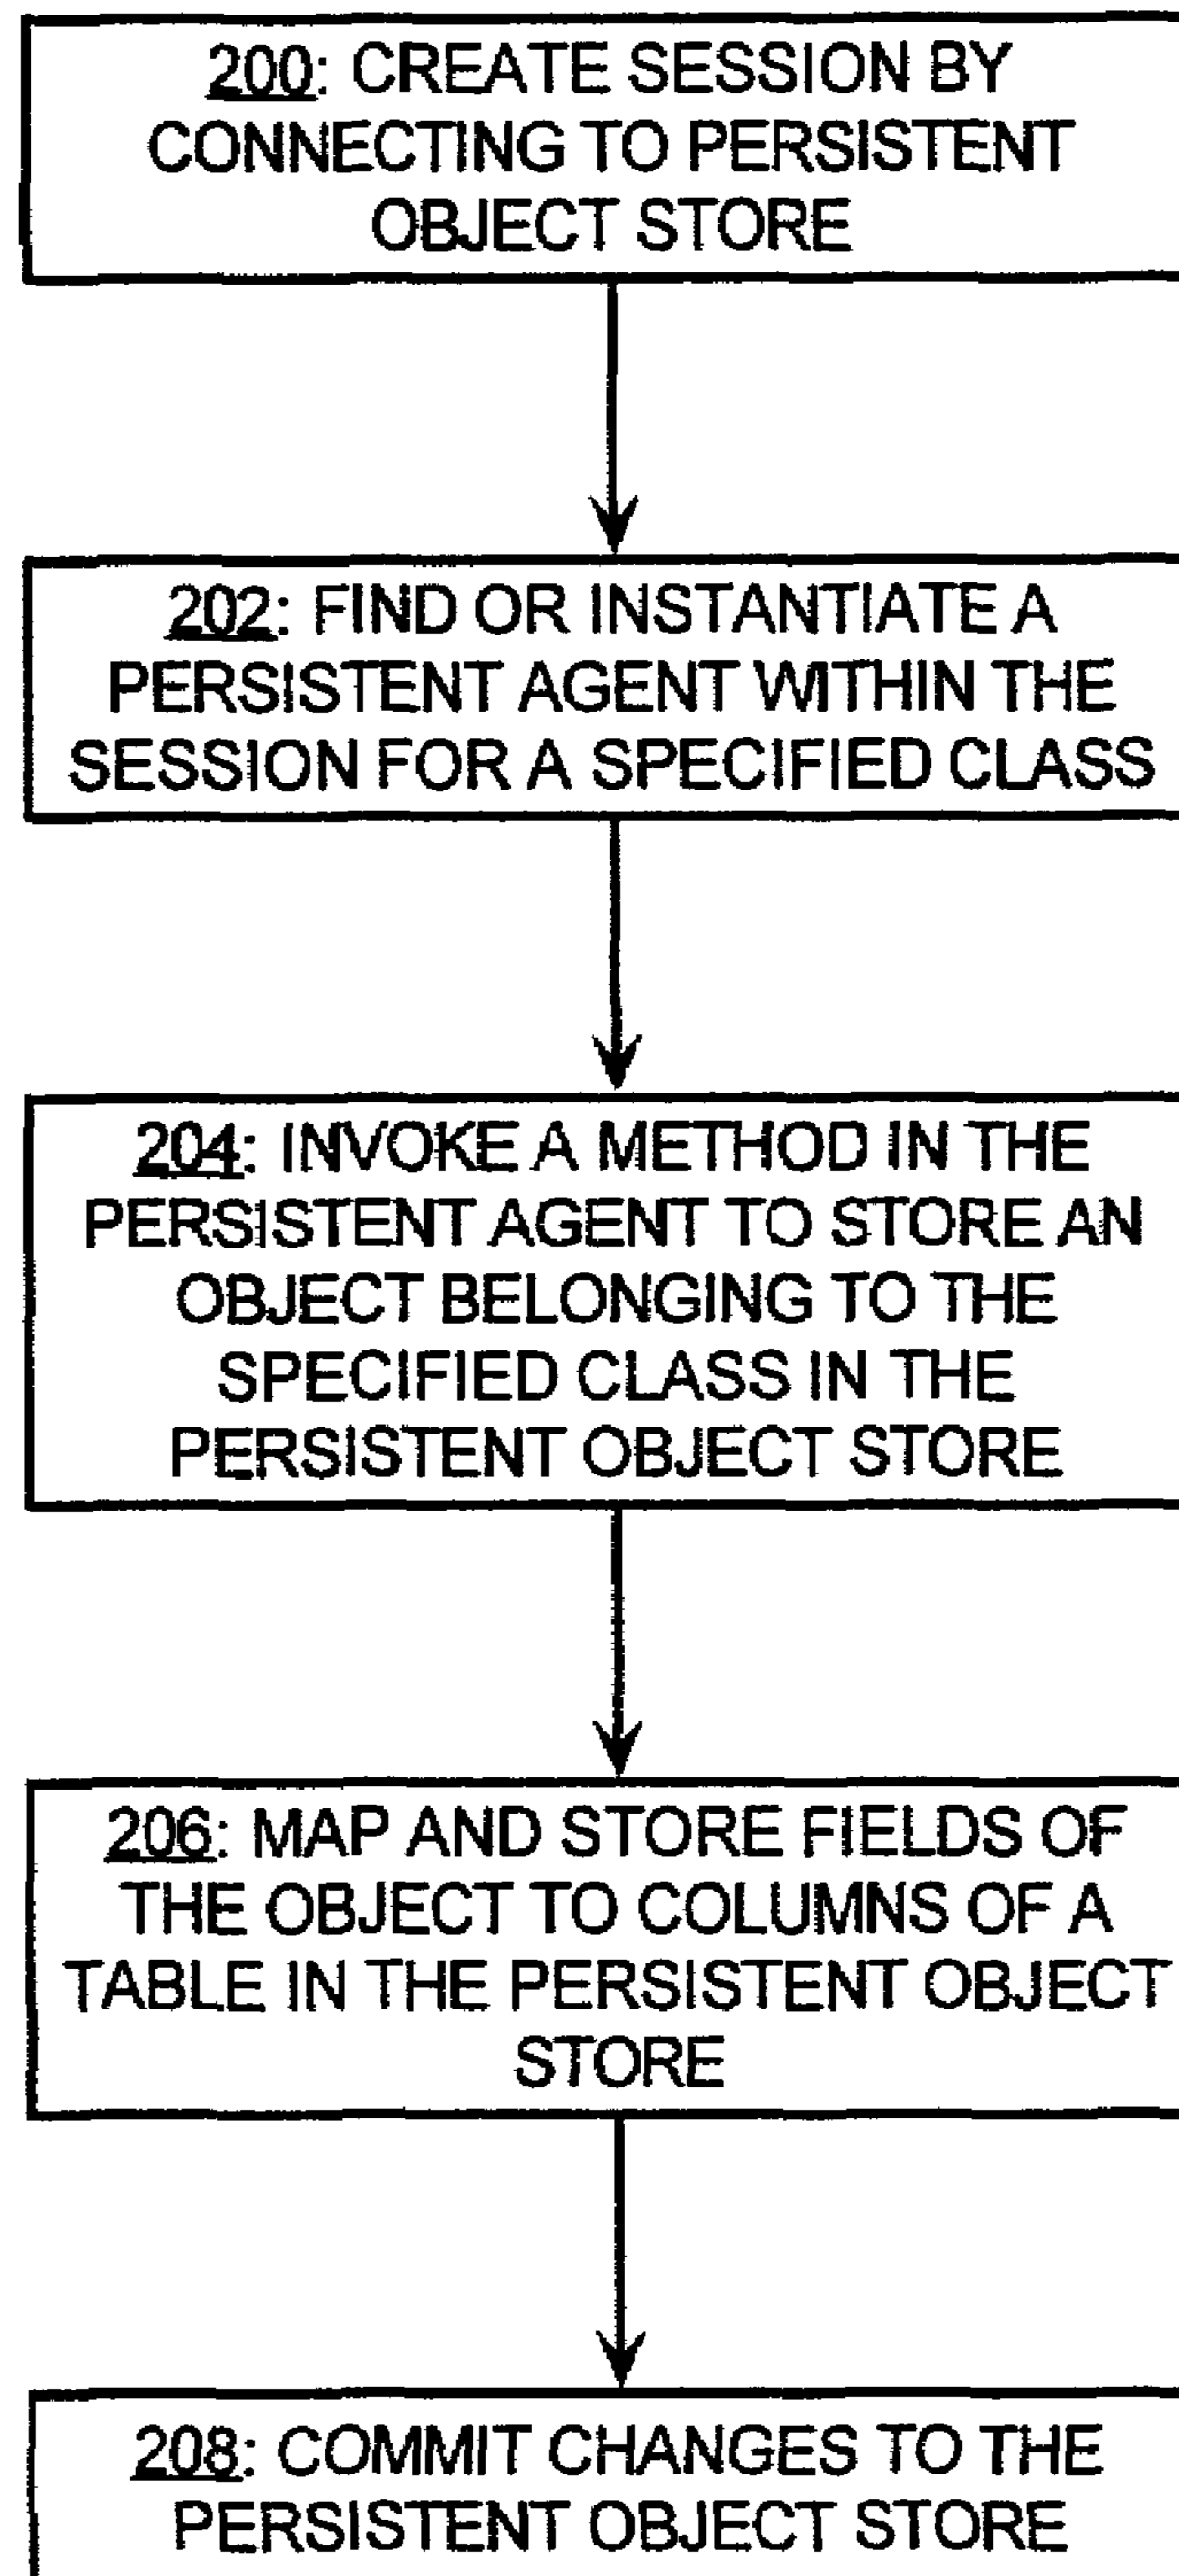 200: CREATE SESSION BY
CONNECTING TO PERSISTENT
OBJECT STORE
202: FIND OR INSTANTIATE A
PERSISTENT AGENT WITHIN THE
SESSION FOR A SPECIFIED CLASS
204: INVOKE A METHOD IN THE
PERSISTENT AGENT TO STORE AN
OBJECT BELONGING TO THE
SPECIFIED CLASS IN THE
PERSISTENT OBJECT STORE
206: MAP AND STORE FIELDS OF
THE OBJECT TO COLUMNS OF A
TABLE IN THE PERSISTENT OBJECT
STORE
208: COMMIT CHANGES TO THE
PERSISTENT OBJECT STORE